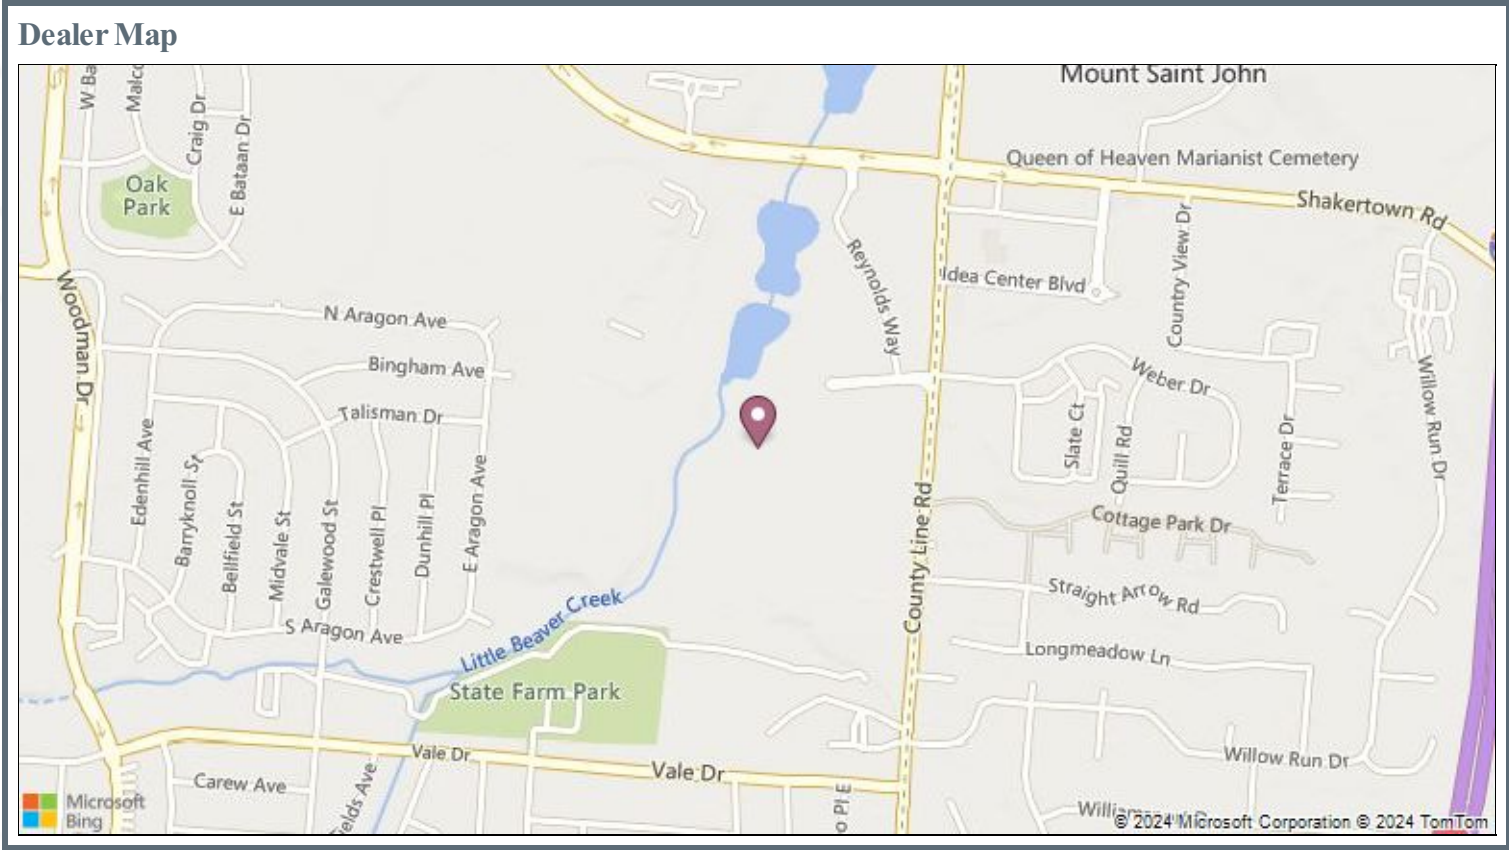 Dealer Map
Mount Saint John
Craig Dr
E Bataan Dr
Oak
Park
Queen of Heaven Marianist Cemetery
Shakertown Rd
Woodman Dr
Reynolds Way
Idea Center Blvd
Country View Dr
N Aragon Ave
Bingham Ave
Talisman Dr
Weber Dr
Willow Run Dr
Edenhill Ave
Barryknoll St
Bellfield St
Midvale St
Galewood St
Crestwell Pl
Dunhill Pl
E Aragon Ave
Slate Ct
Quill Rd
Terrace Dr
County Line Rd
Cottage Park Dr
Straight Arrow Rd
S Aragon Ave
Little Beaver Creek
Longmeadow Ln
State Farm Park
Vale Dr
Vale Dr
Willow Run Dr
Carew Ave
Microsoft
Bing
© 2024 Microsoft Corporation © 2024 TomTom